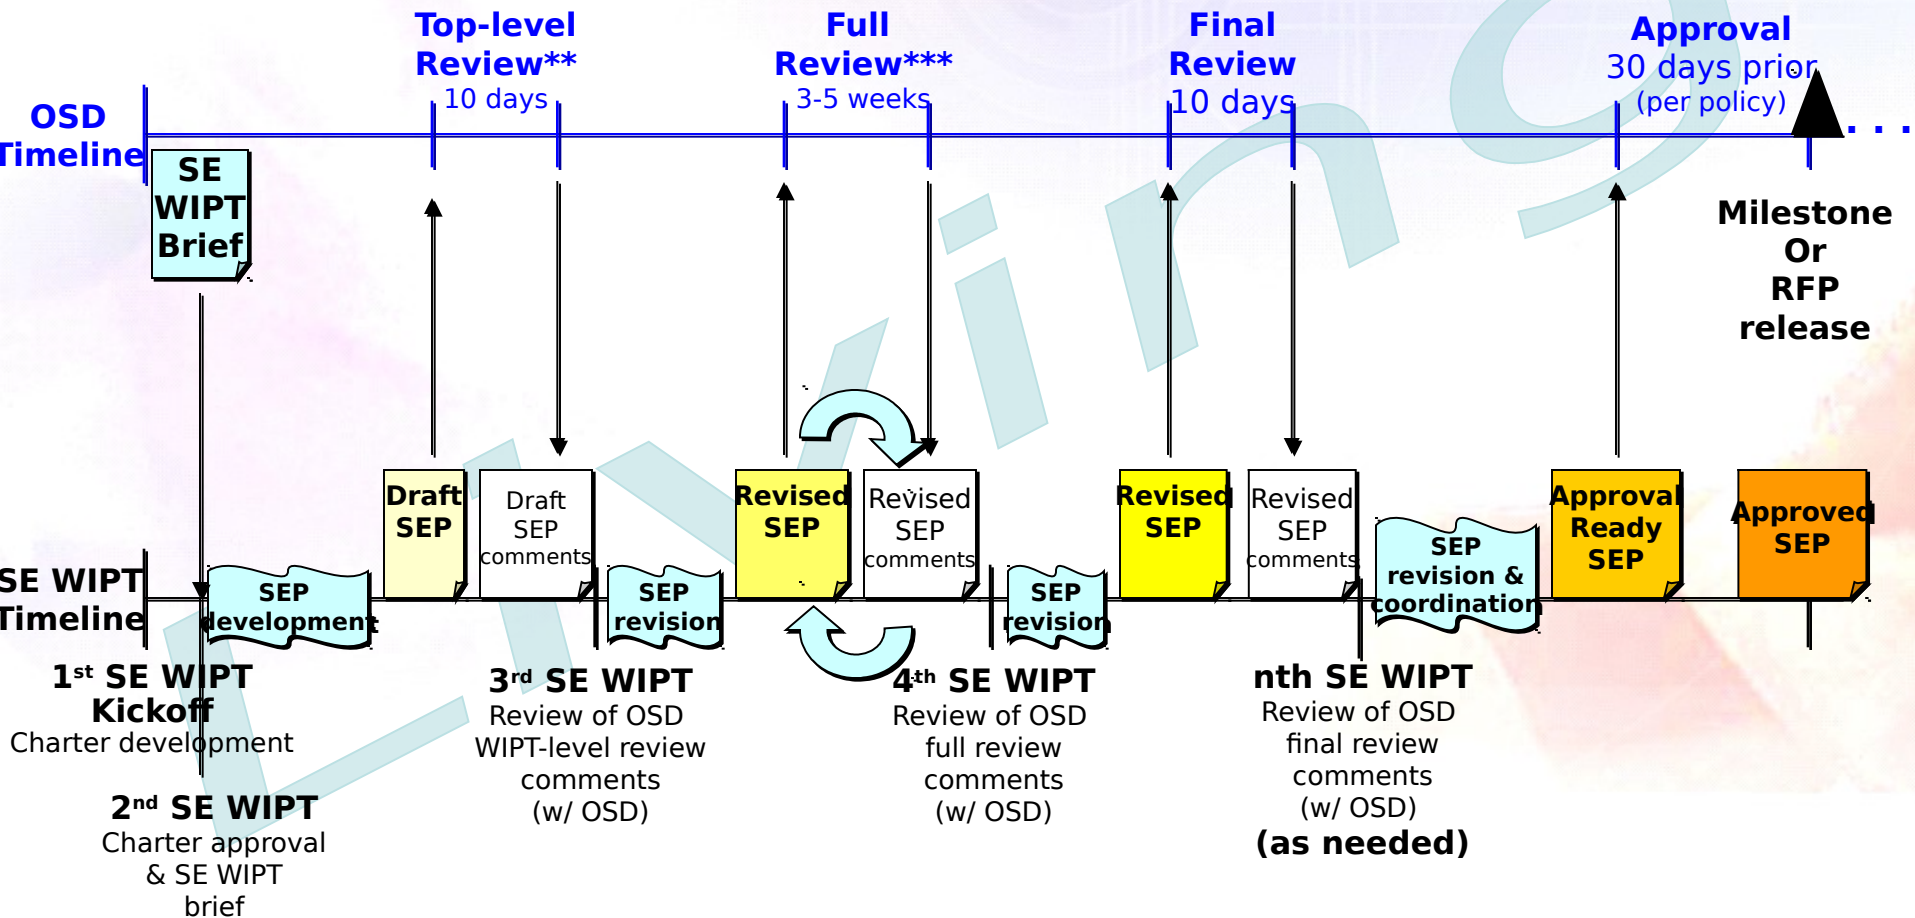 Top-level
Review**
10 days
Full
Review***
3-5 weeks
Final
Review
10 days
Approval
30 days prior
(per policy)
OSD
Timeline
. . .
SE
WIPT
Brief
Milestone
Or
RFP
release
Living
Draft
SEP
Draft
SEP
comments
Revised
SEP
Revised
SEP
comments
Revised
SEP
Revised
SEP
comments
Approval
Ready
SEP
Approved
SEP
SE WIPT
Timeline
SEP
development
SEP
revision
SEP
revision
SEP
revision &
coordination
1st SE WIPT
Kickoff
Charter development
2nd SE WIPT
Charter approval
& SE WIPT
brief
3rd SE WIPT
Review of OSD
WIPT-level review
comments
(w/ OSD)
4th SE WIPT
Review of OSD
full review
comments
(w/ OSD)
nth SE WIPT
Review of OSD
final review
comments
(w/ OSD)
(as needed)